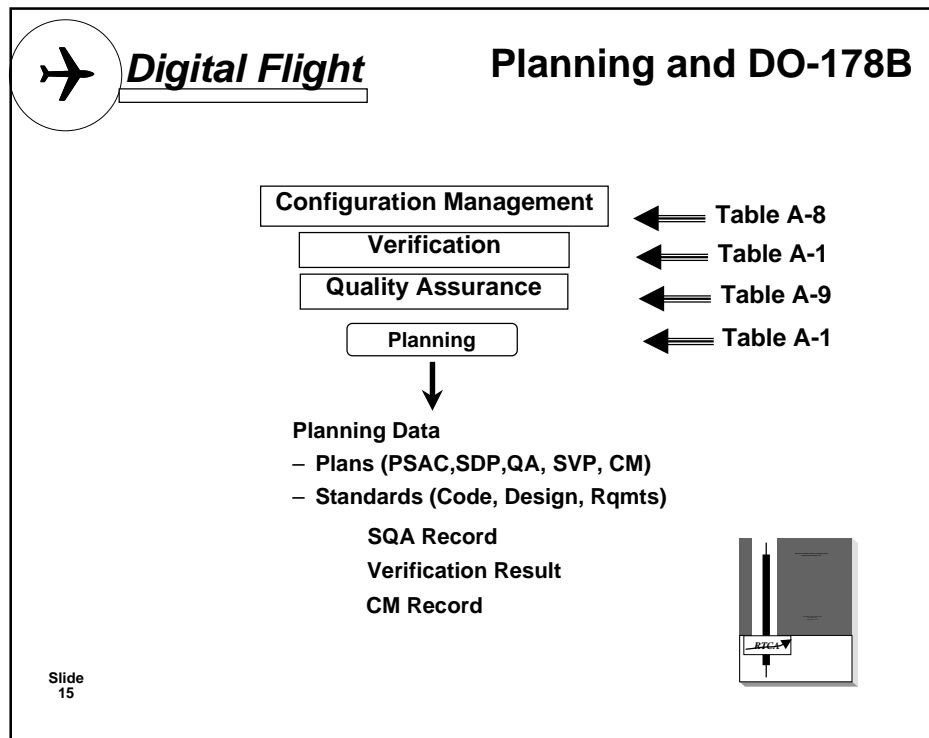 Digital Flight
Planning and DO-178B
Configuration Management
Table A-8
Verification
Table A-1
Quality Assurance
Table A-9
Planning
Table A-1
Planning Data
– Plans (PSAC,SDP,QA, SVP, CM)
– Standards (Code, Design, Rqmts)
SQA Record
Verification Result
CM Record
RTCA
Slide
15